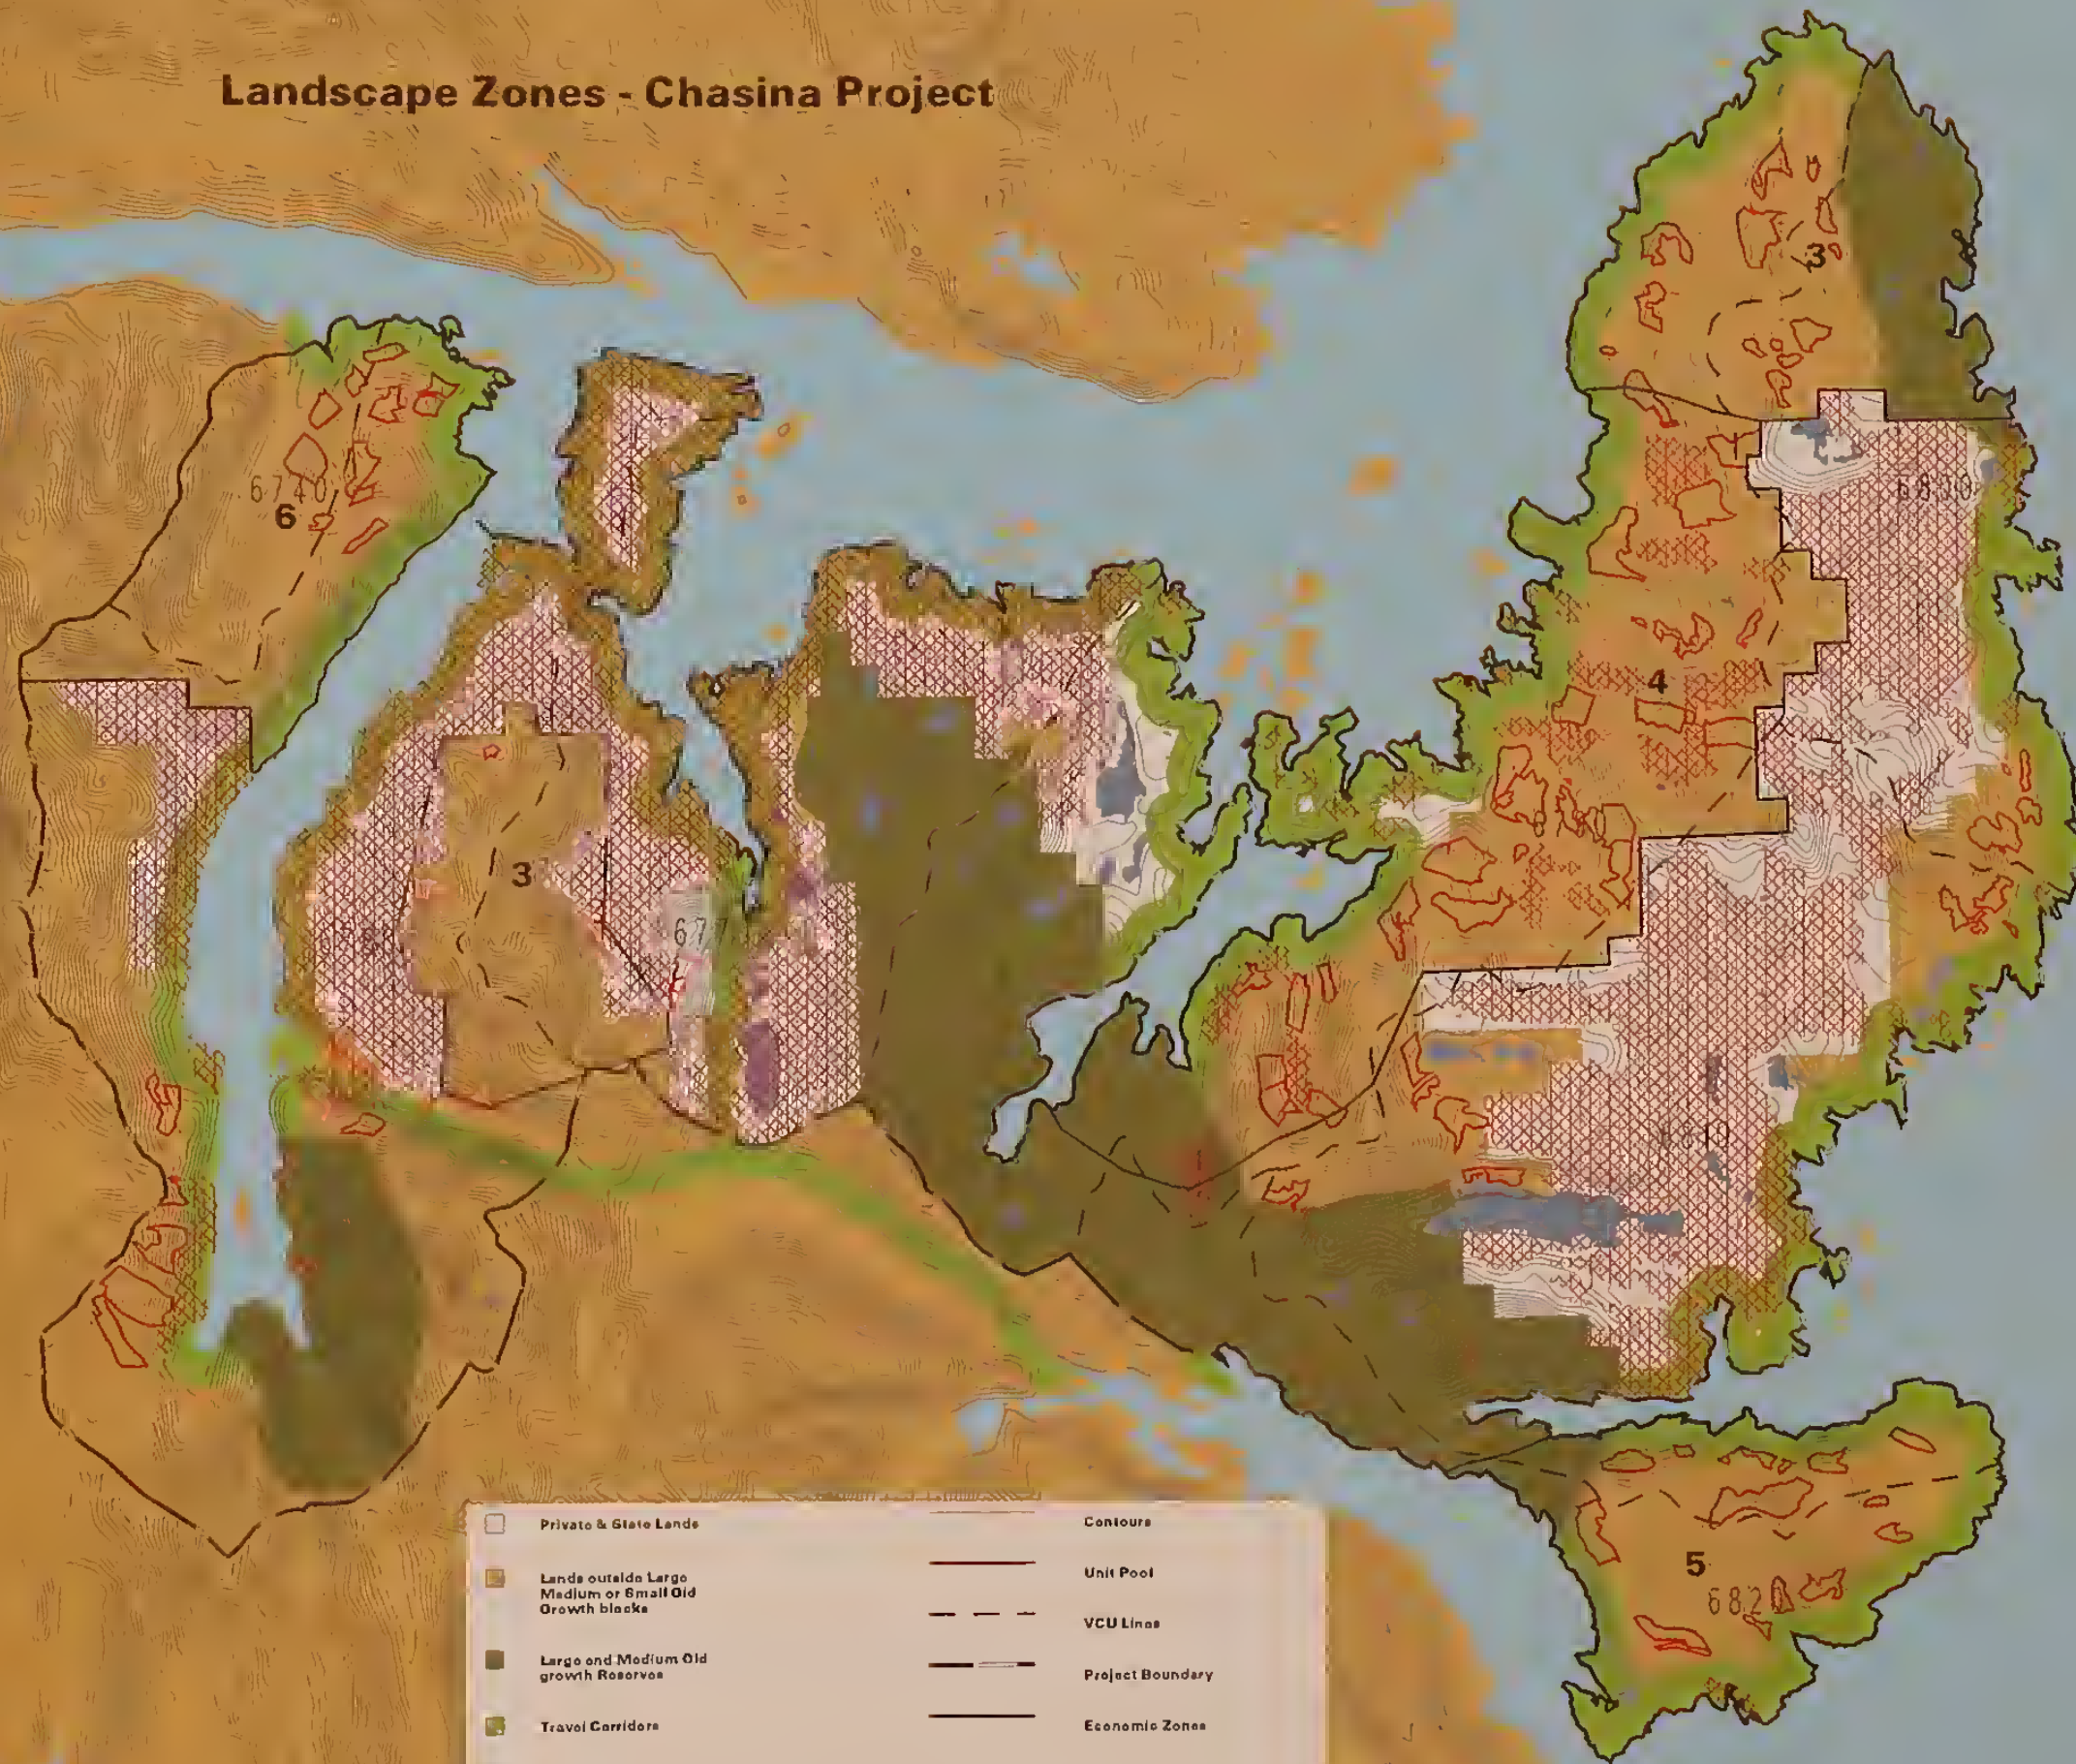 Landscape Zones - Chasina Project
3
6740
6
6830
4
3
677
5
6820
Private & State Lands
Lands outside Large
Medium or Small Old
Growth blocks
Large and Medium Old
growth Reserves
Travel Corridors
Contours
Unit Pool
VCU Lines
Project Boundary
Economic Zones